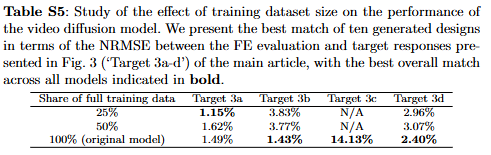 Table S5: Study of the effect of training dataset size on the performance of
the video diffusion model. We present the best match of ten generated designs
in terms of the NRMSE between the FE evaluation and target responses pre-
sented in Fig. 3 (‘Target 3a-d’) of the main article, with the best overall match
across all models indicated in bold.
Share of full training data Target 3a Target 3b Target 3c Target 3d
25% 1.15% 3.83% N/A 2.96%
50% 1.62% 3.77% N/A 3.07%
100% (original model) 1.49% 1.43% 14.13% 2.40%